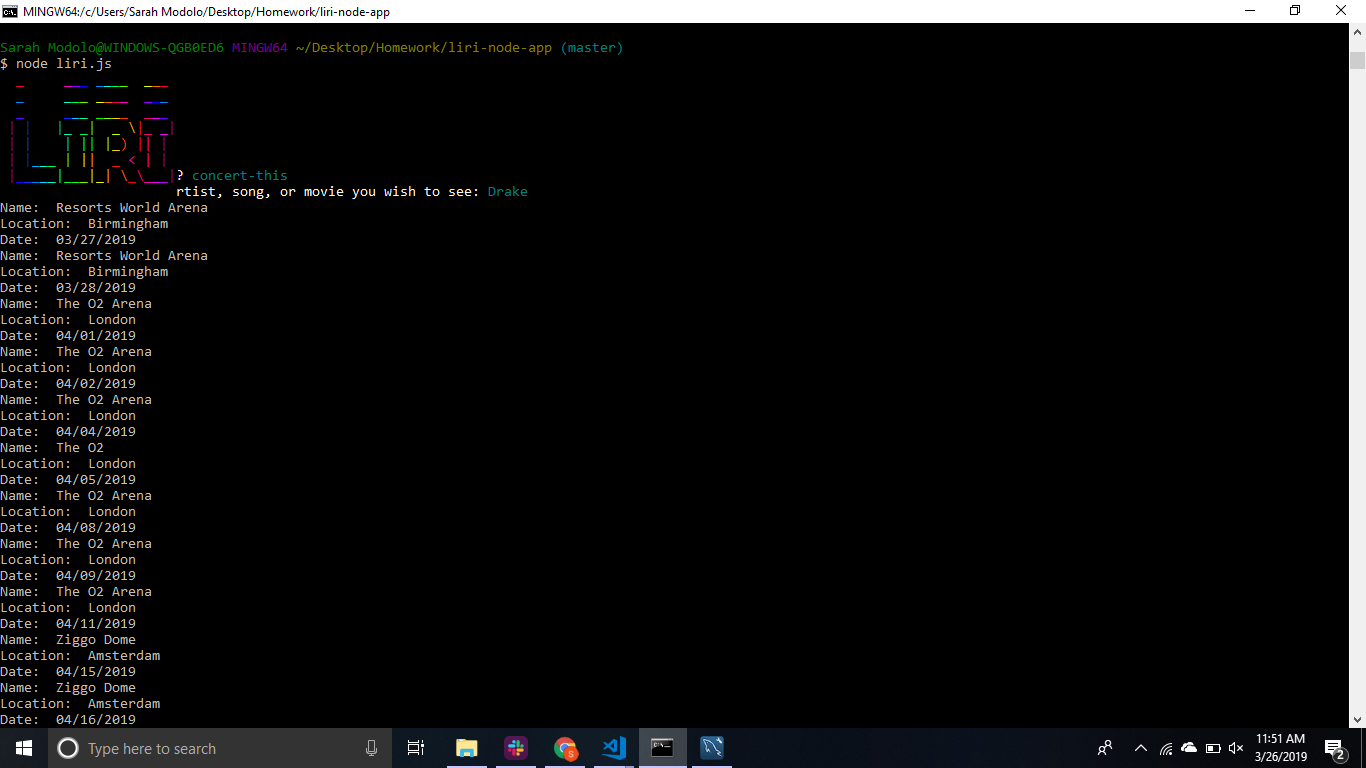 MINGW64:/c/Users/Sarah Modolo/Desktop/Homework/liri-node-app
Sarah Modolo@WINDOWS-QGB0ED6 MINGW64 ~/Desktop/Homework/liri-node-app (master)
$ node liri.js
LIRI
? concert-this
rtist, song, or movie you wish to see: Drake
Name:  Resorts World Arena
Location:  Birmingham
Date:  03/27/2019
Name:  Resorts World Arena
Location:  Birmingham
Date:  03/28/2019
Name:  The O2 Arena
Location:  London
Date:  04/01/2019
Name:  The O2 Arena
Location:  London
Date:  04/02/2019
Name:  The O2 Arena
Location:  London
Date:  04/04/2019
Name:  The O2
Location:  London
Date:  04/05/2019
Name:  The O2 Arena
Location:  London
Date:  04/08/2019
Name:  The O2 Arena
Location:  London
Date:  04/09/2019
Name:  The O2 Arena
Location:  London
Date:  04/11/2019
Name:  Ziggo Dome
Location:  Amsterdam
Date:  04/15/2019
Name:  Ziggo Dome
Location:  Amsterdam
Date:  04/16/2019
Type here to search
11:51 AM
3/26/2019
2